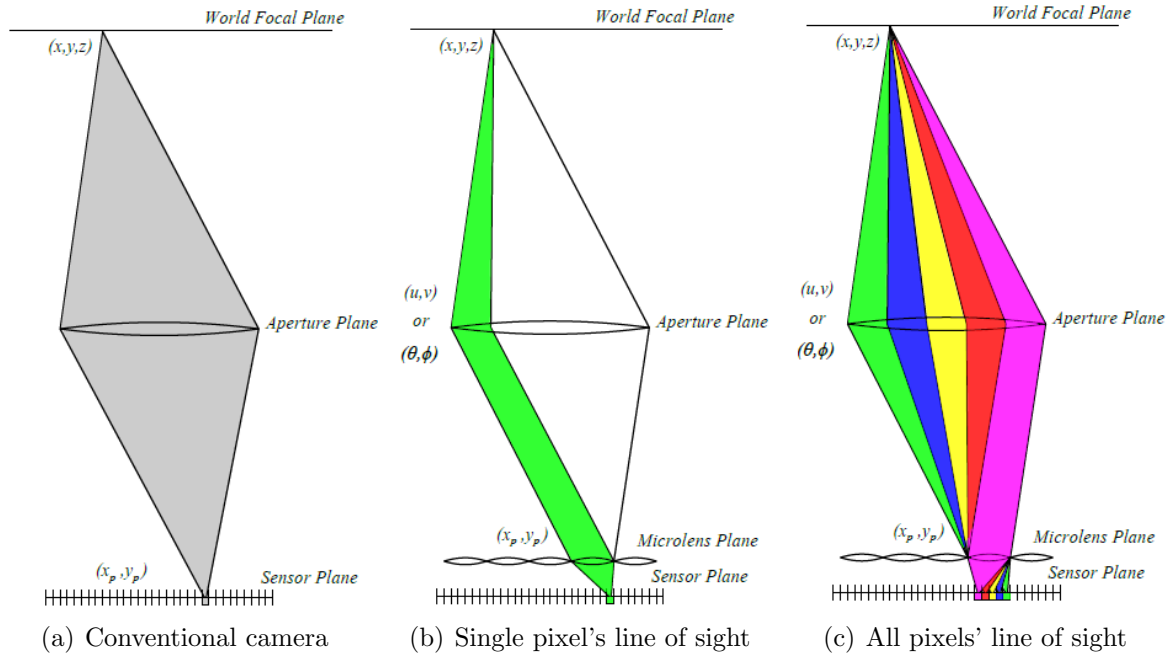 World Focal Plane
(x,y,z)
Aperture Plane
(x_p,y_p)
Sensor Plane
(a) Conventional camera
World Focal Plane
(x,y,z)
(u,v)
or
(θ,ϕ)
Aperture Plane
(x_p,y_p)
Microlens Plane
Sensor Plane
(b) Single pixel's line of sight
World Focal Plane
(x,y,z)
(u,v)
or
(θ,ϕ)
Aperture Plane
(x_p,y_p)
Microlens Plane
Sensor Plane
(c) All pixels' line of sight